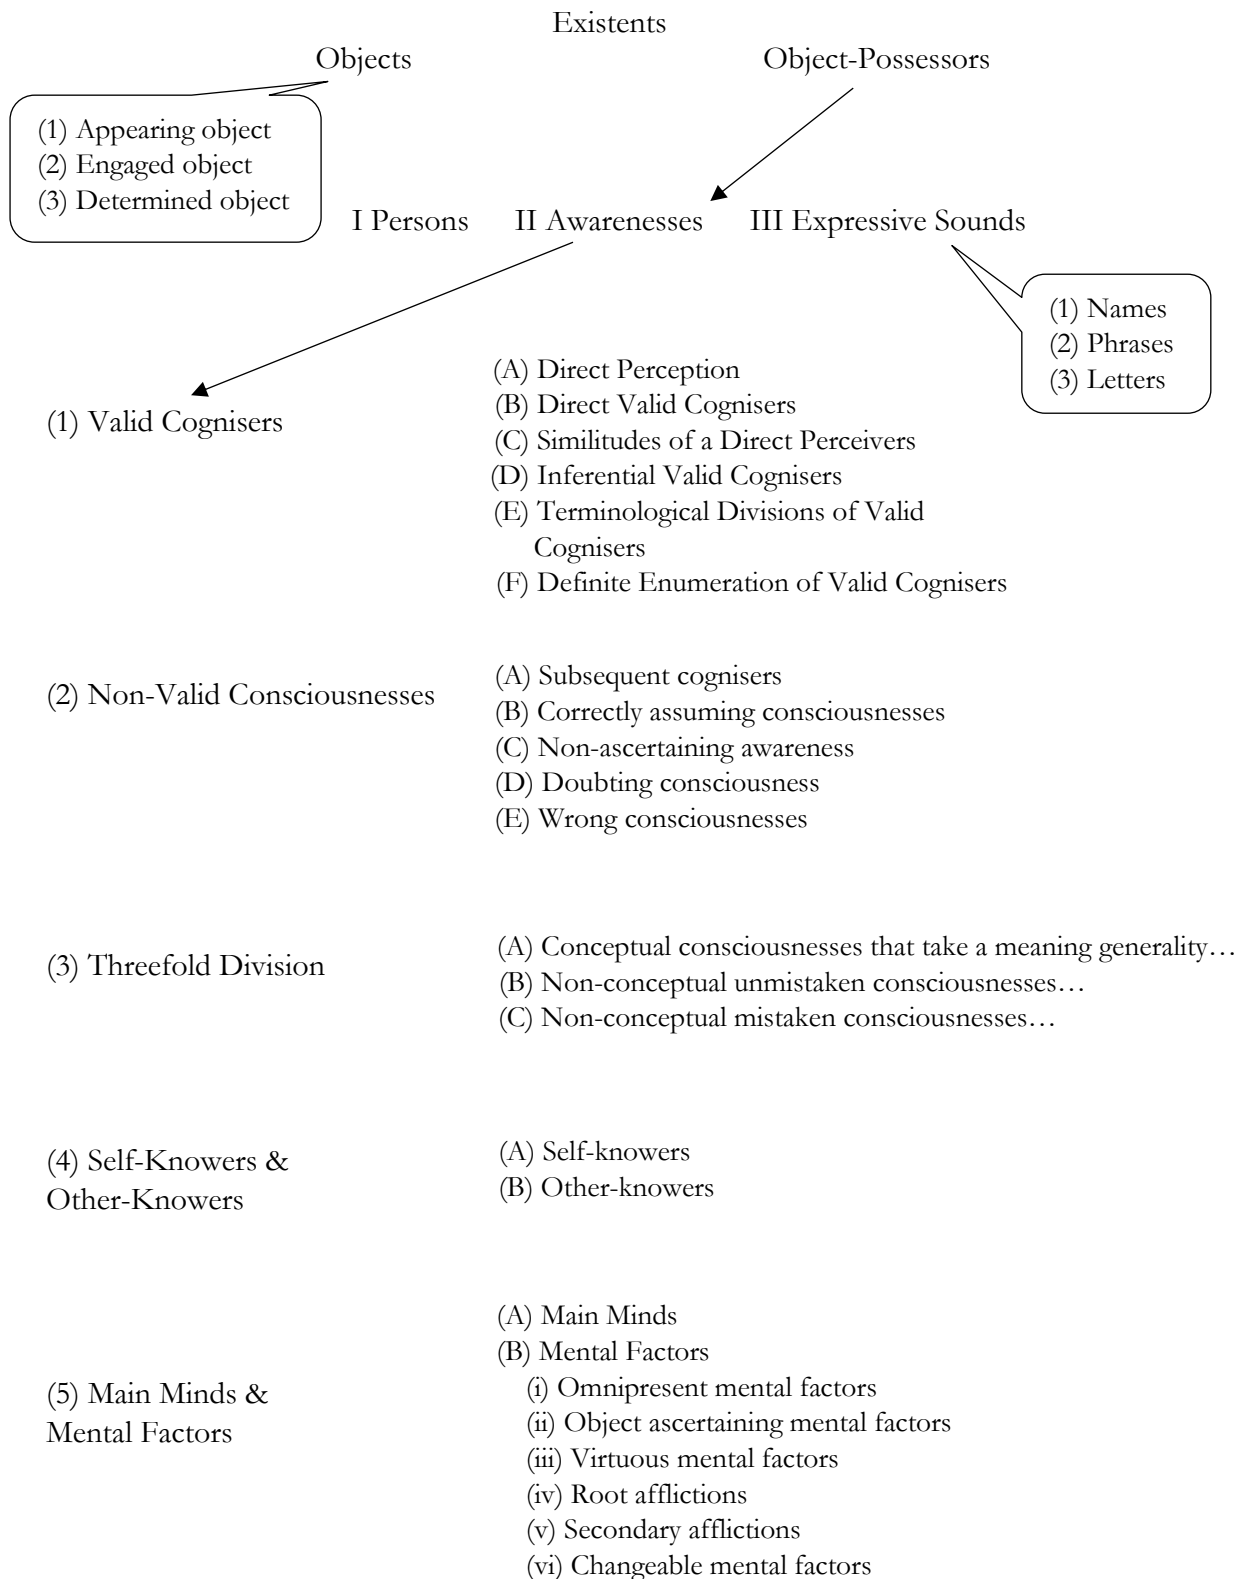 Existents
Objects
Object-Possessors
(1) Appearing object
(2) Engaged object
(3) Determined object
I Persons II Awarenesses III Expressive Sounds
(1) Names
(2) Phrases
(3) Letters
(1) Valid Cognisers
(A) Direct Perception
(B) Direct Valid Cognisers
(C) Similitudes of a Direct Perceivers
(D) Inferential Valid Cognisers
(E) Terminological Divisions of Valid
Cognisers
(F) Definite Enumeration of Valid Cognisers
(2) Non-Valid Consciousnesses
(A) Subsequent cognisers
(B) Correctly assuming consciousnesses
(C) Non-ascertaining awareness
(D) Doubting consciousness
(E) Wrong consciousnesses
(3) Threefold Division
(A) Conceptual consciousnesses that take a meaning generality…
(B) Non-conceptual unmistaken consciousnesses…
(C) Non-conceptual mistaken consciousnesses…
(4) Self-Knowers &
Other-Knowers
(A) Self-knowers
(B) Other-knowers
(5) Main Minds &
Mental Factors
(A) Main Minds
(B) Mental Factors
(i) Omnipresent mental factors
(ii) Object ascertaining mental factors
(iii) Virtuous mental factors
(iv) Root afflictions
(v) Secondary afflictions
(vi) Changeable mental factors